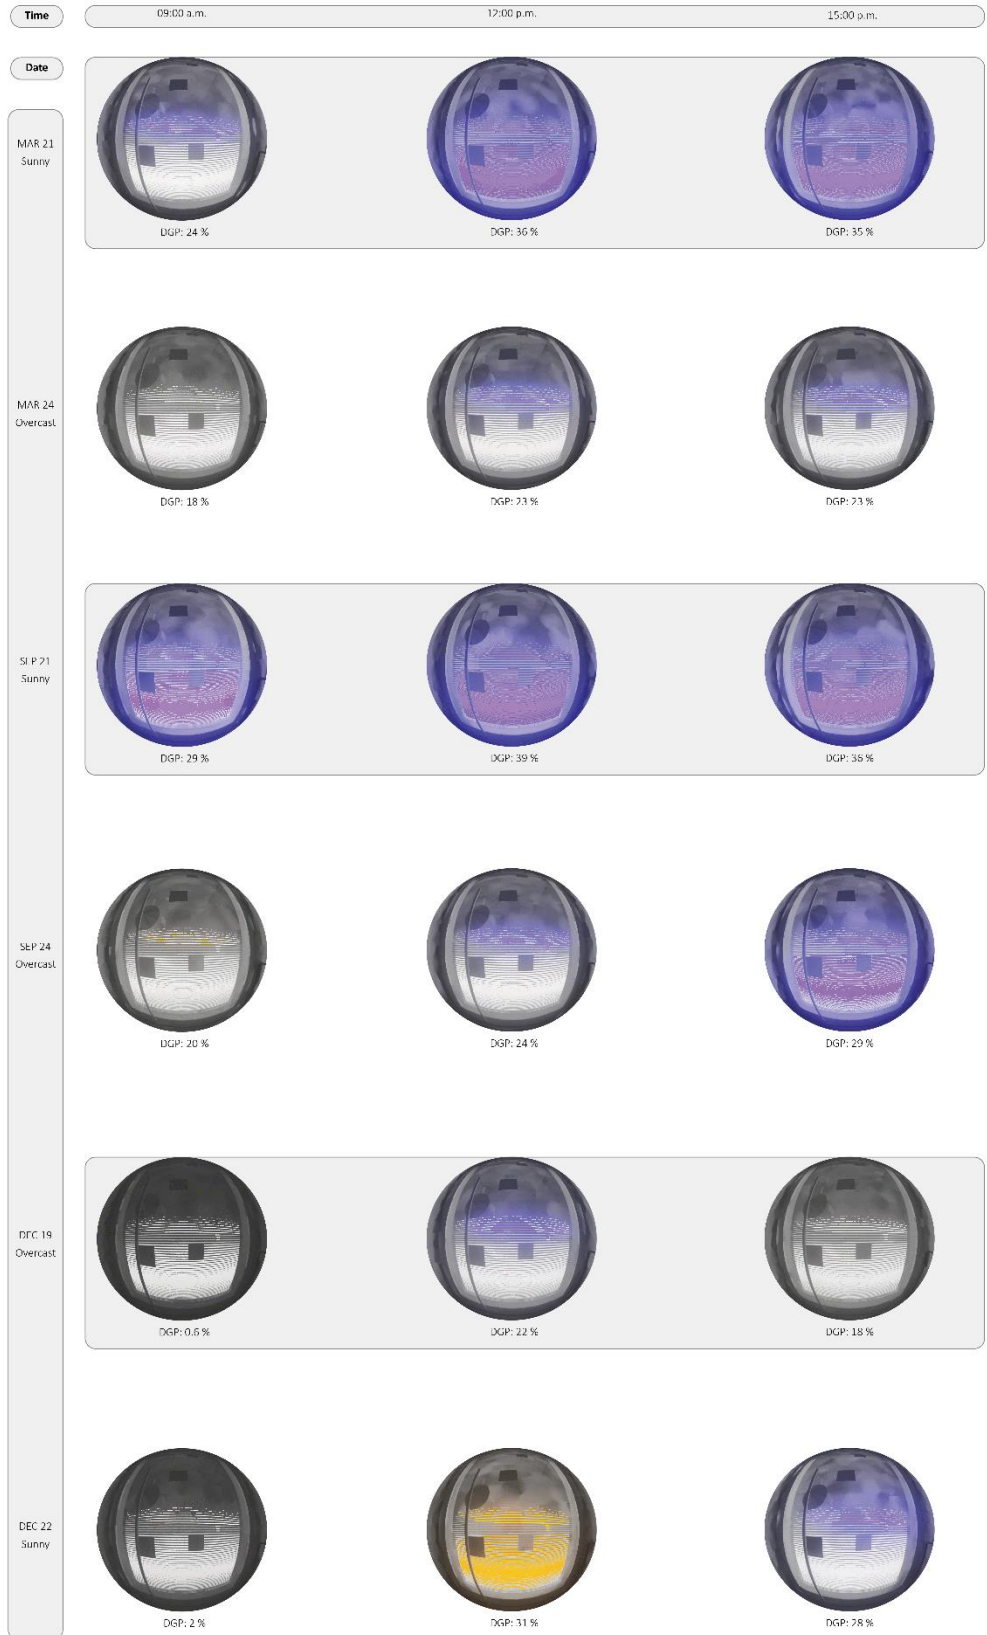 Time 09:00 a.m. 12:00 p.m. 15:00 p.m.
Date
MAR 21
Sunny
DGP: 24 % DGP: 36 % DGP: 35 %
MAR 24
Overcast
DGP: 18 % DGP: 23 % DGP: 23 %
SEP 21
Sunny
DGP: 29 % DGP: 39 % DGP: 36 %
SEP 24
Overcast
DGP: 20 % DGP: 24 % DGP: 29 %
DEC 19
Overcast
DGP: 0.6 % DGP: 22 % DGP: 18 %
DEC 22
Sunny
DGP: 2 % DGP: 31 % DGP: 28 %